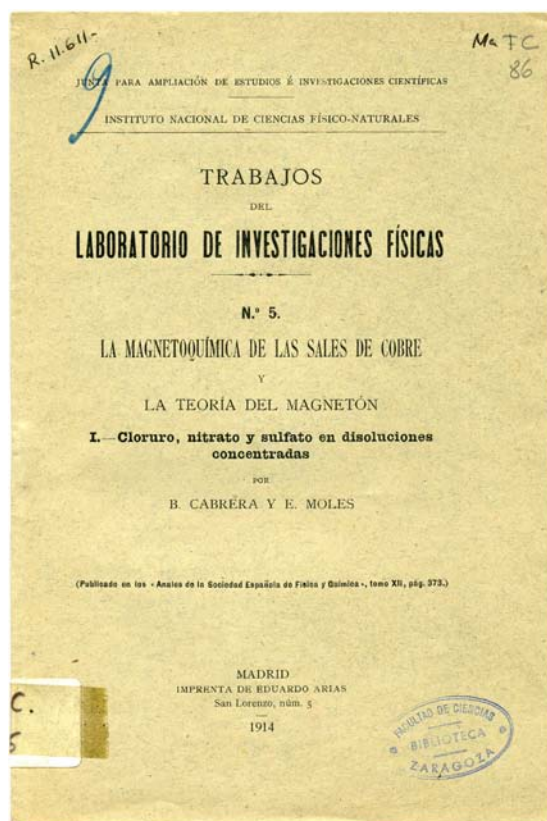 R. 11.611-
9
Ma TC
86
JUNTA PARA AMPLIACIÓN DE ESTUDIOS É INVESTIGACIONES CIENTÍFICAS
INSTITUTO NACIONAL DE CIENCIAS FÍSICO-NATURALES
TRABAJOS
DEL
LABORATORIO DE INVESTIGACIONES FÍSICAS
N.º 5.
LA MAGNETOQUÍMICA DE LAS SALES DE COBRE
Y
LA TEORÍA DEL MAGNETÓN
I.—Cloruro, nitrato y sulfato en disoluciones
concentradas
POR
B. CABRERA Y E. MOLES
(Publicado en los «Anales de la Sociedad Española de Física y Química», tomo XII, pág. 373.)
MADRID
IMPRENTA DE EDUARDO ARIAS
San Lorenzo, núm. 5
1914
C.
FACULTAD DE CIENCIAS
BIBLIOTECA
ZARAGOZA